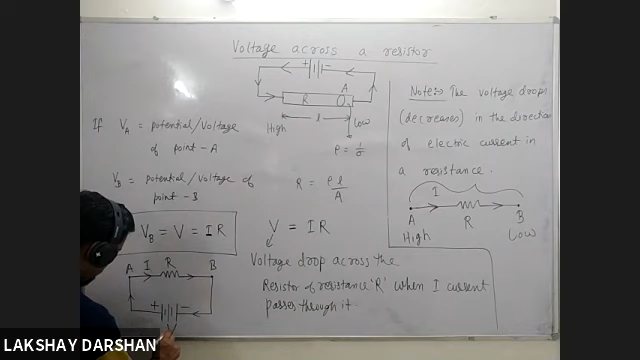 Voltage across a resistor
+ -
R
A
l
High
Low
ρ = 1/σ
If V_A = potential/Voltage
of point - A
V_B = potential/Voltage of
point - B
R = ρl/A
V_B = V = IR
V = IR
A I R B
+ -
Voltage drop across the
Resistor of resistance 'R' when I current
passes through it
Note:- The voltage drops
(decreases) in the direction
of electric current in
a resistance.
I
A R B
High Low
LAKSHAY DARSHAN